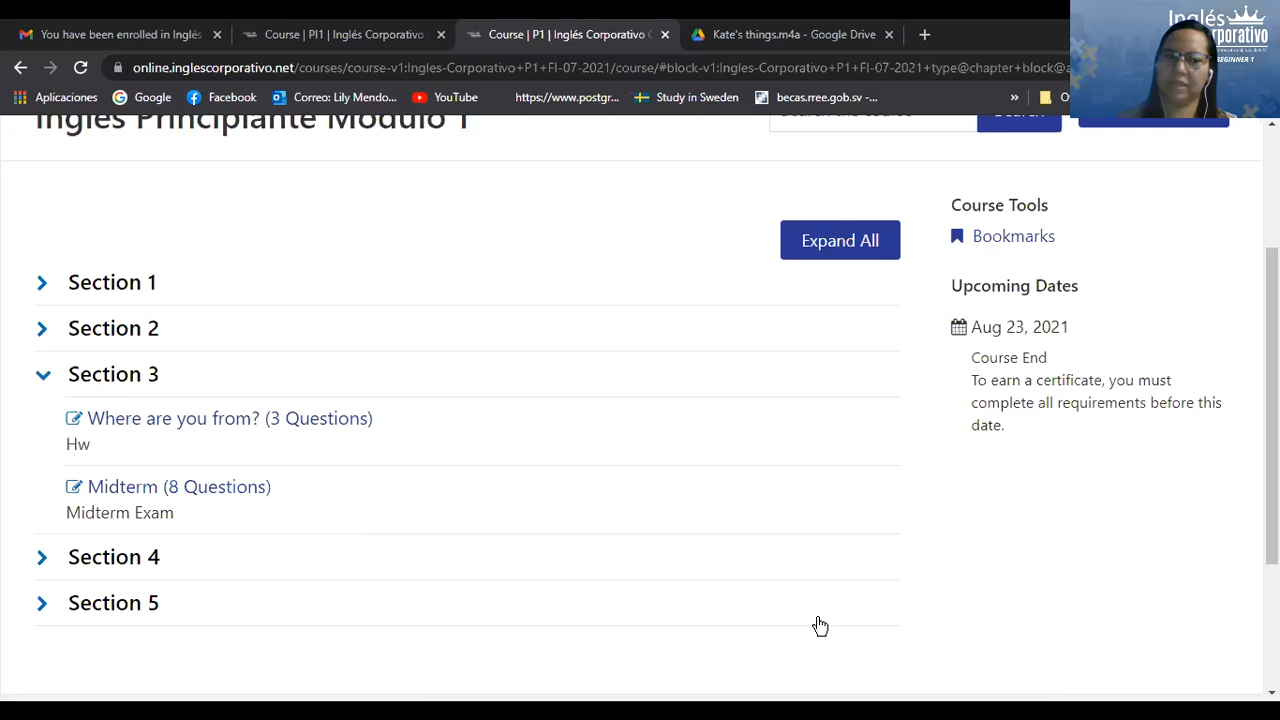 You have been enrolled in Inglés
Course | PI1 | Inglés Corporativo
Course | P1 | Inglés Corporativo C
Kate's things.m4a - Google Drive
Inglés
Corporativo
BEGINNER 1
online.inglescorporativo.net/courses/course-v1:Ingles-Corporativo+P1+FI-07-2021/course/#block-v1:Ingles-Corporativo+P1+FI-07-2021+type@chapter+block@a
Aplicaciones
Google
Facebook
Correo: Lily Mendo...
YouTube
https://www.postgr...
Study in Sweden
becas.rree.gob.sv -...
»
Inglés Principiante Módulo 1
Search the course
Search
Expand All
Section 1
Section 2
Section 3
Where are you from? (3 Questions)
Hw
Midterm (8 Questions)
Midterm Exam
Section 4
Section 5
Course Tools
Bookmarks
Upcoming Dates
Aug 23, 2021
Course End
To earn a certificate, you must
complete all requirements before this
date.